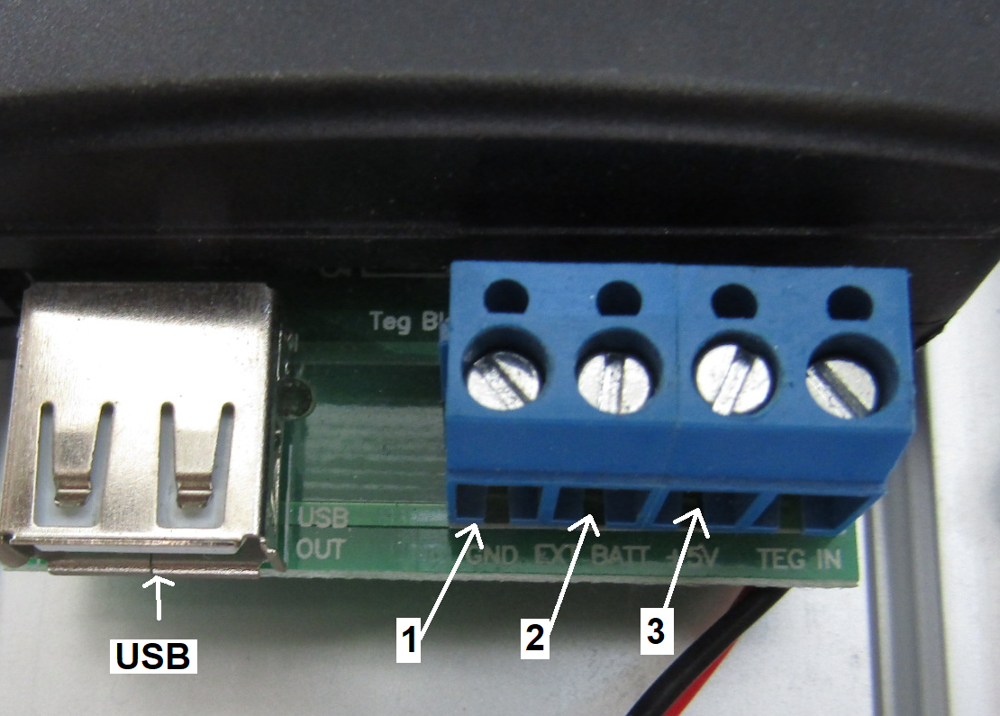 Teg
USB
OUT
GND EXT BATT +5V TEG IN
USB
1
2
3